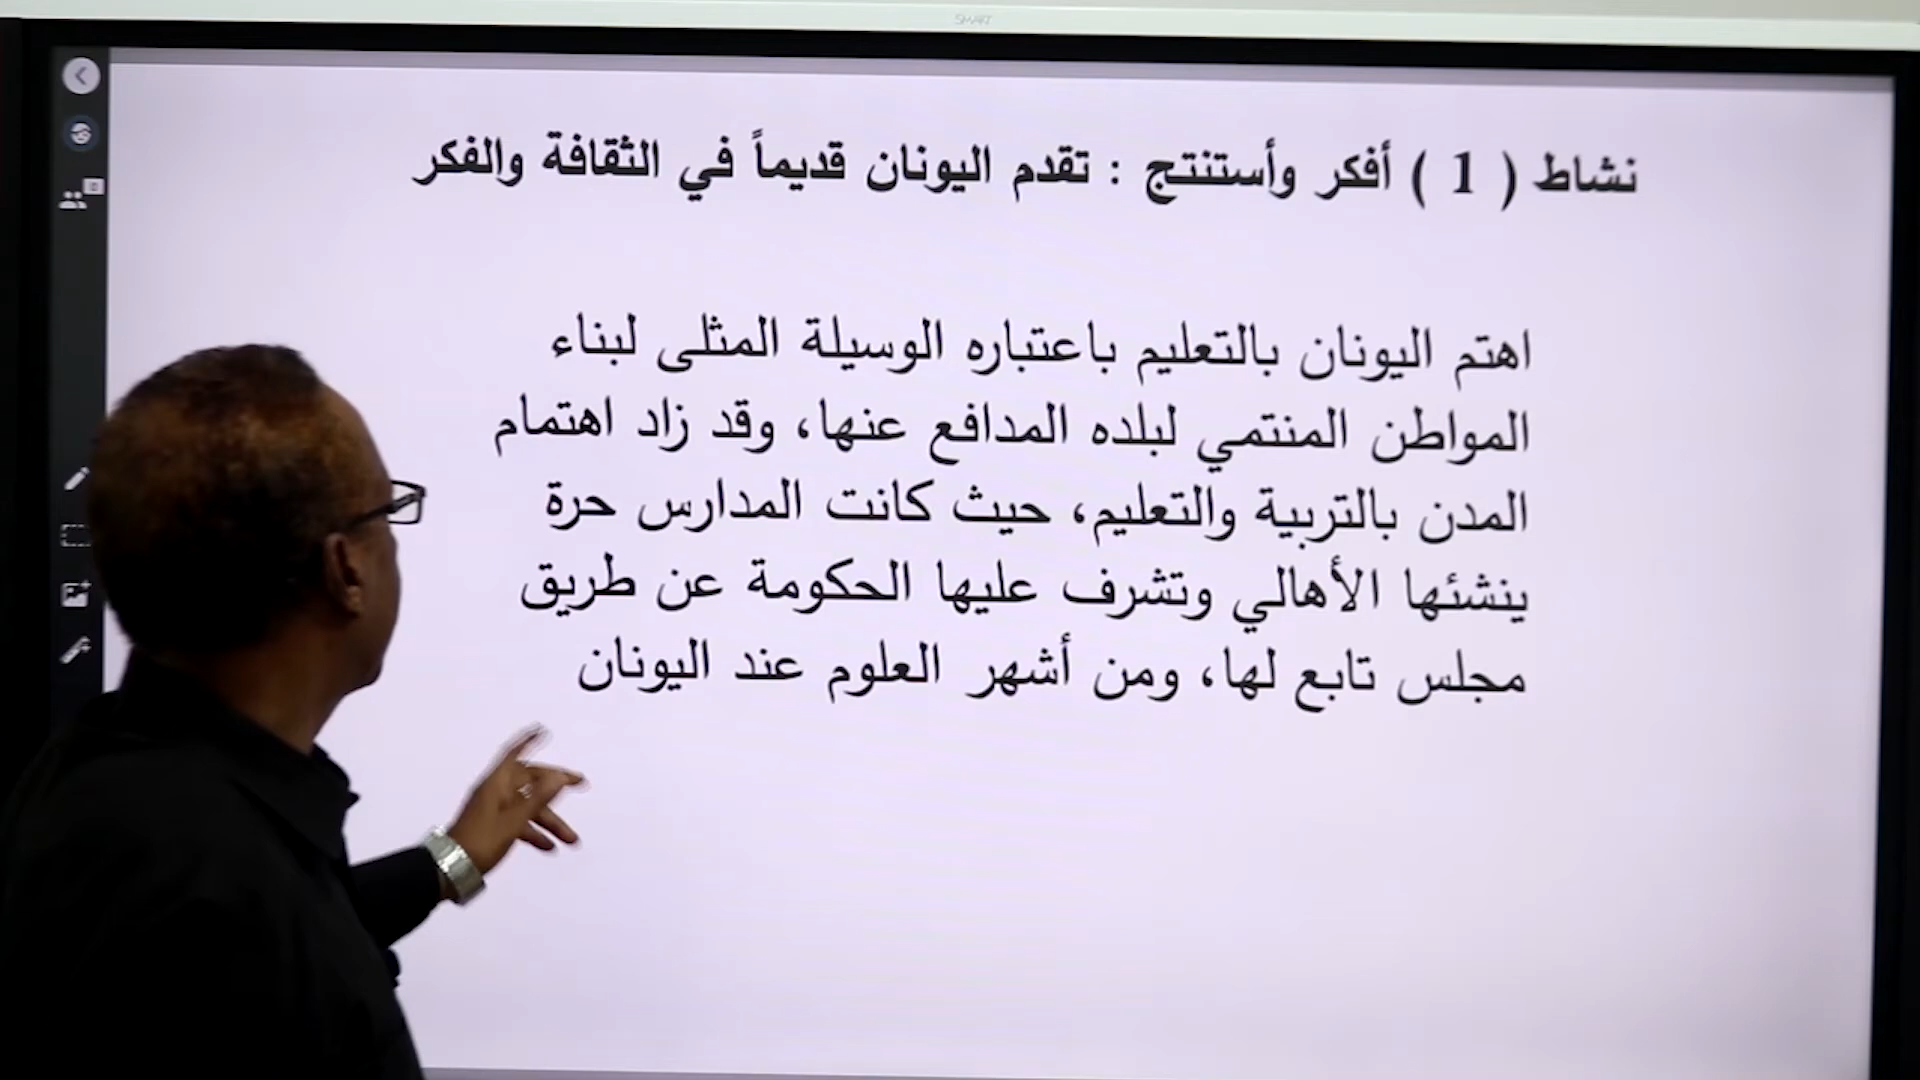 SMART
نشاط ( 1 ) أفكر وأستنتج : تقدم اليونان قديماً في الثقافة والفكر
اهتم اليونان بالتعليم باعتباره الوسيلة المثلى لبناء
المواطن المنتمي لبلده المدافع عنها، وقد زاد اهتمام
المدن بالتربية والتعليم، حيث كانت المدارس حرة
ينشئها الأهالي وتشرف عليها الحكومة عن طريق
مجلس تابع لها، ومن أشهر العلوم عند اليونان